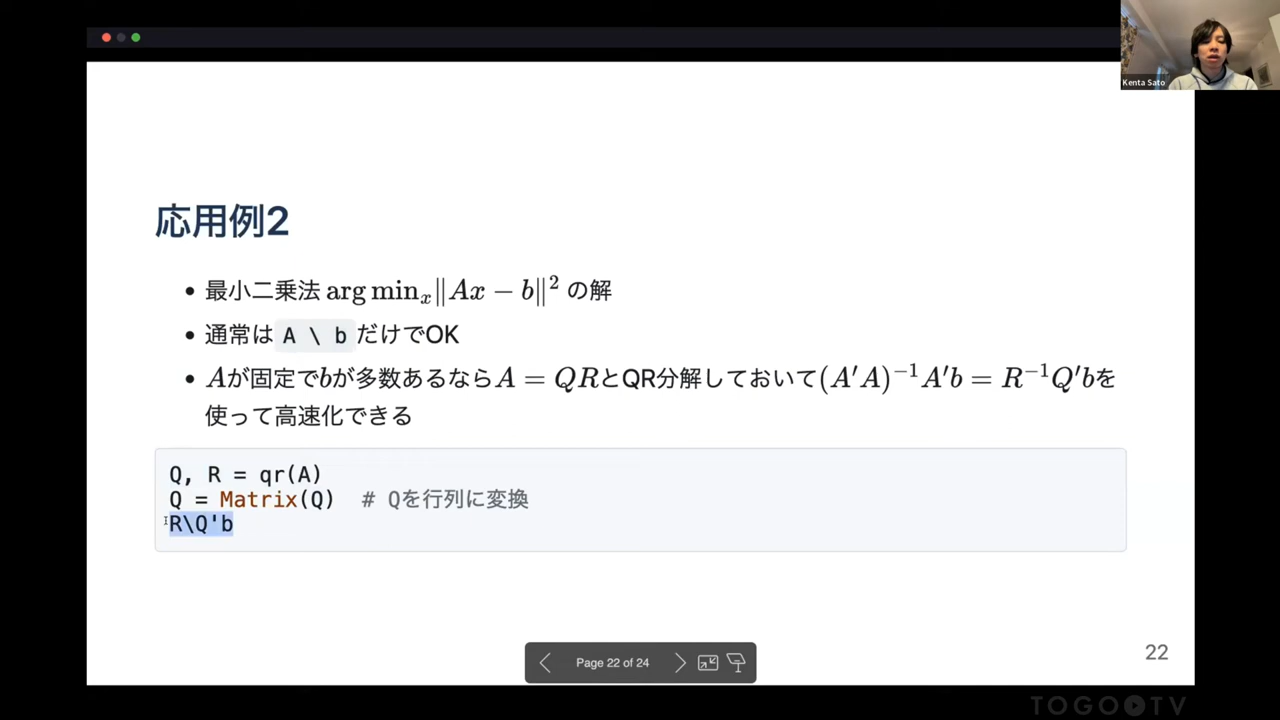 Kenta Sato
応用例2
• 最小二乗法 arg minₓ‖Ax − b‖² の解
• 通常は A \ b だけでOK
• Aが固定でbが多数あるならA = QRとQR分解しておいて(A′A)⁻¹A′b = R⁻¹Q′bを
使って高速化できる
Q, R = qr(A)
Q = Matrix(Q)  # Qを行列に変換
R\Q'b
22
Page 22 of 24
TOGO TV